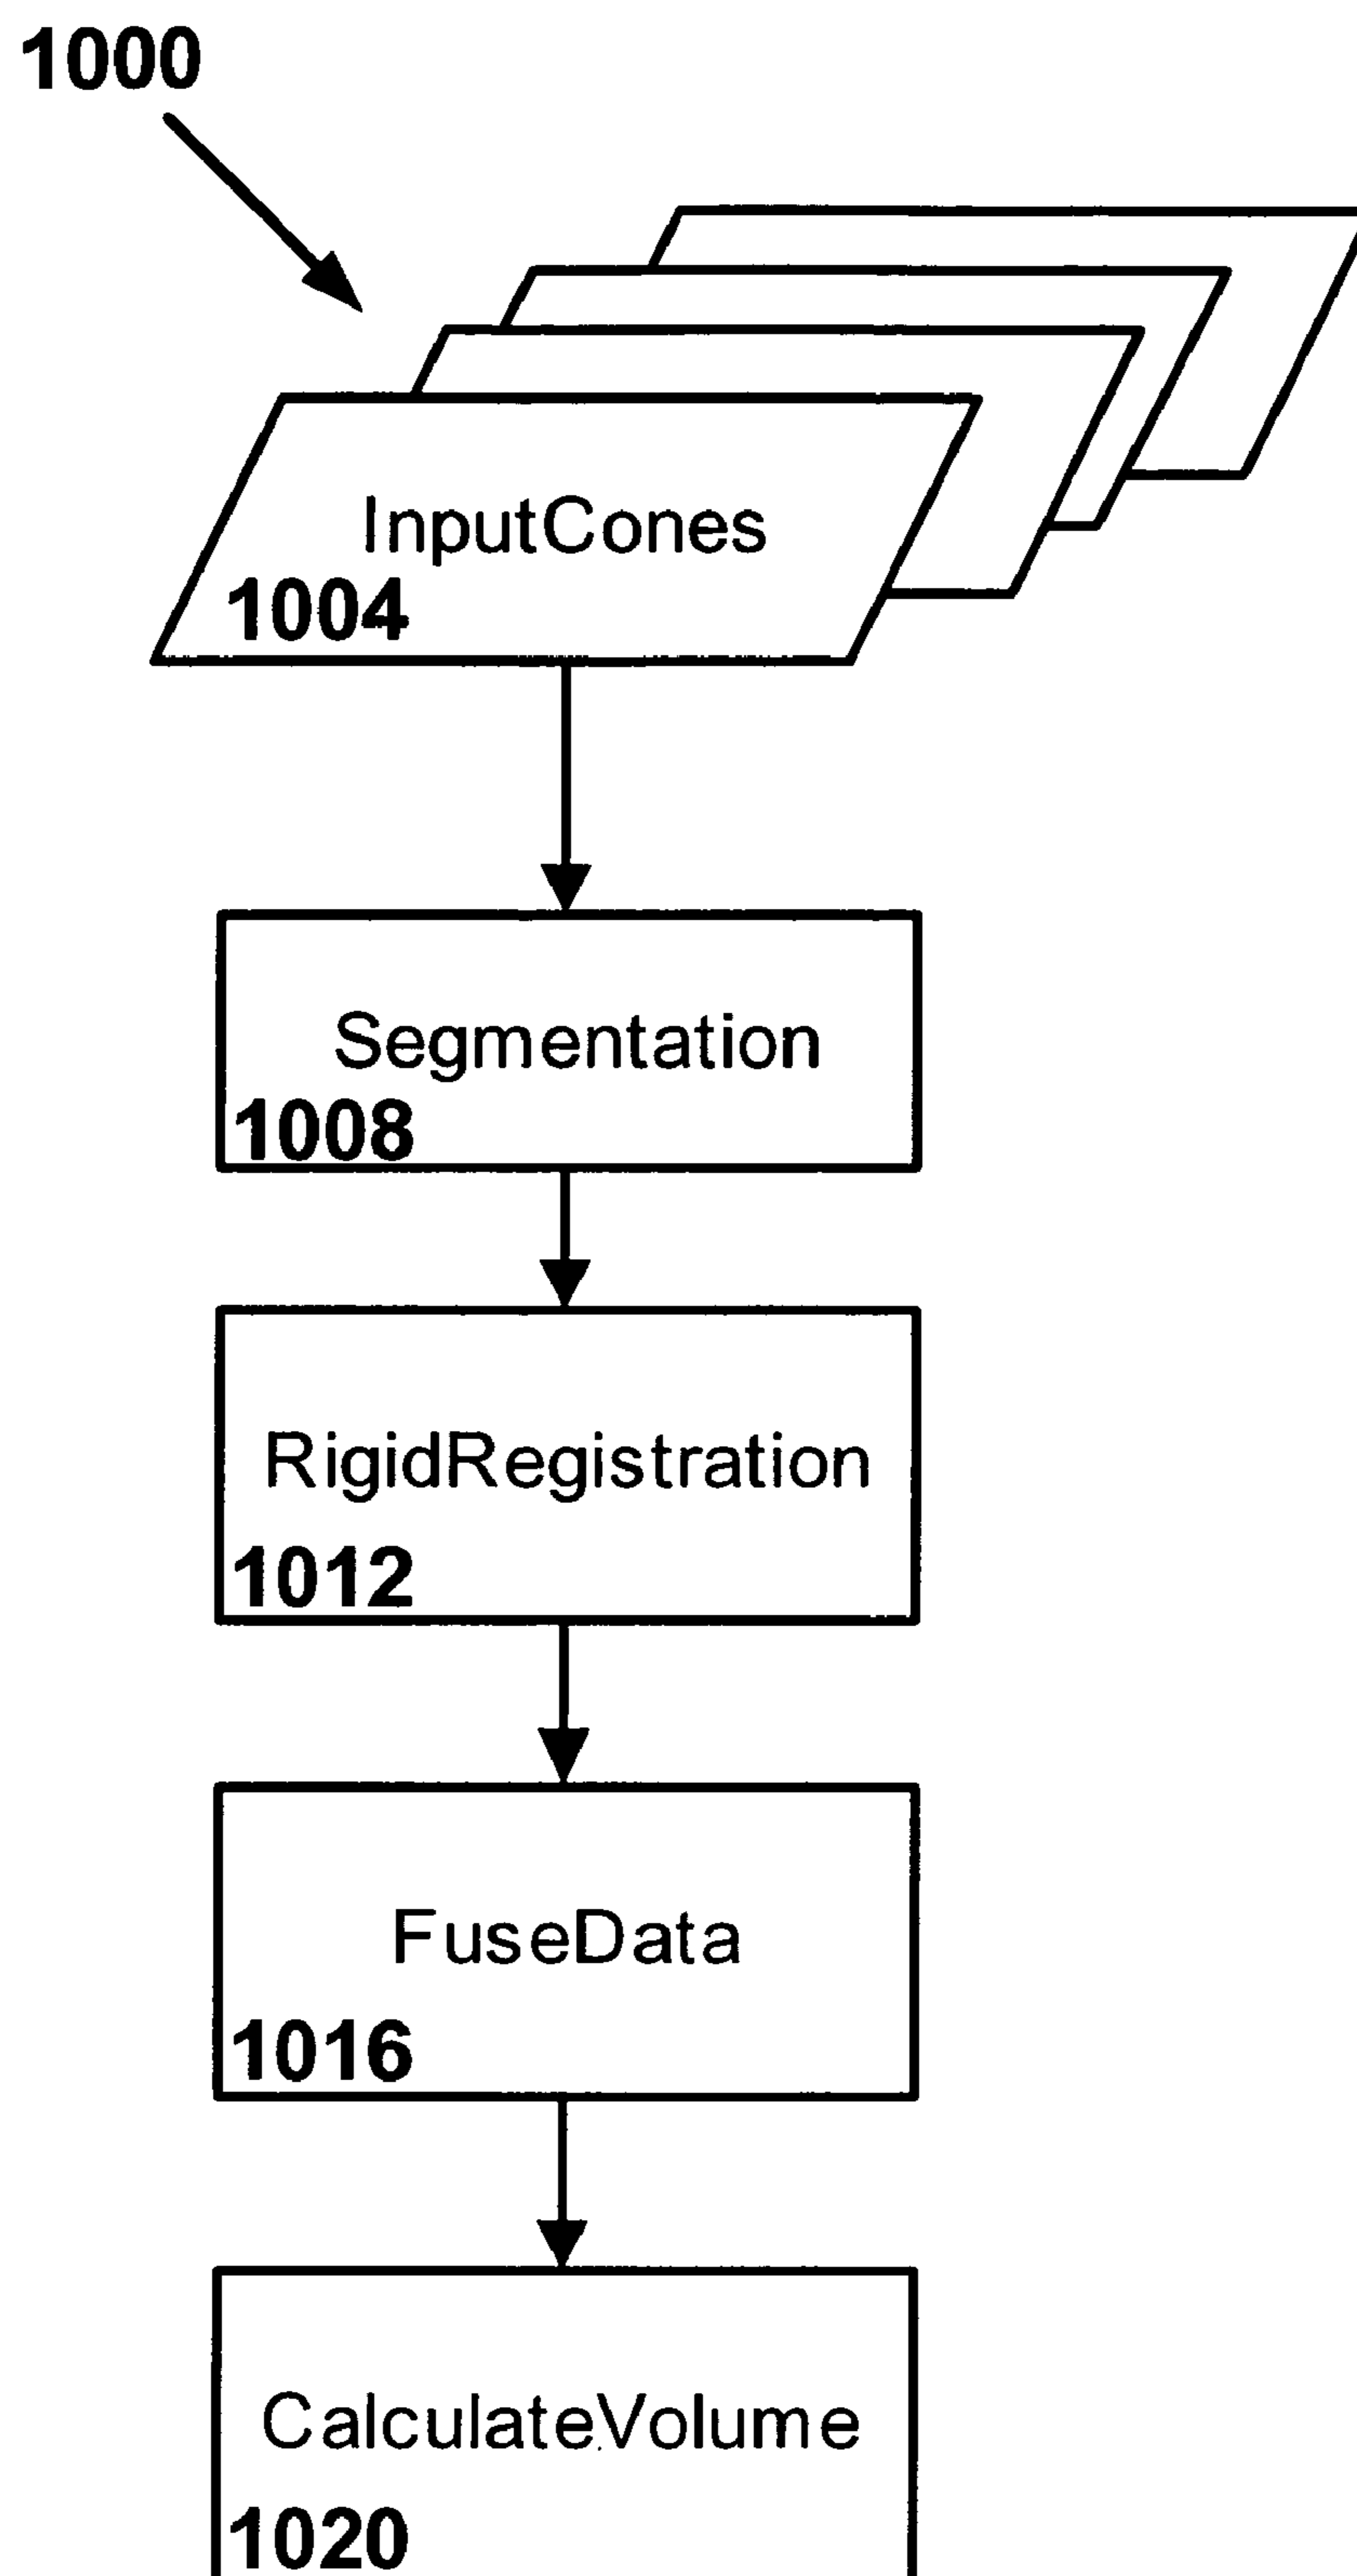 1000
InputCones
1004
Segmentation
1008
RigidRegistration
1012
FuseData
1016
CalculateVolume
1020